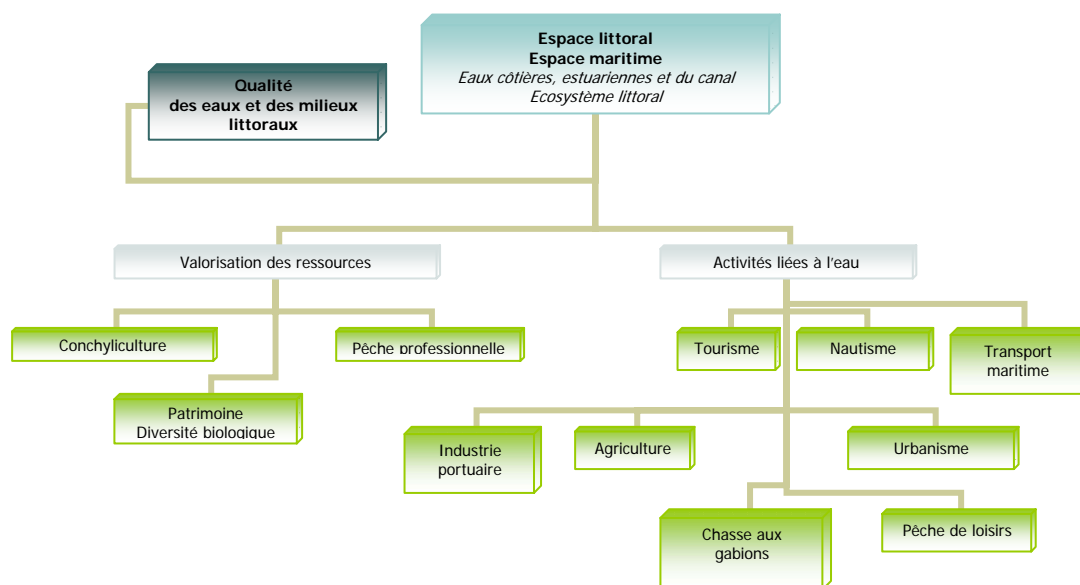 Espace littoral
Espace maritime
Eaux côtières, estuariennes et du canal
Ecosystème littoral
Qualité
des eaux et des milieux
littoraux
Valorisation des ressources
Activités liées à l'eau
Conchyliculture
Pêche professionnelle
Tourisme
Nautisme
Transport
maritime
Patrimoine
Diversité biologique
Industrie
portuaire
Agriculture
Urbanisme
Chasse aux
gabions
Pêche de loisirs